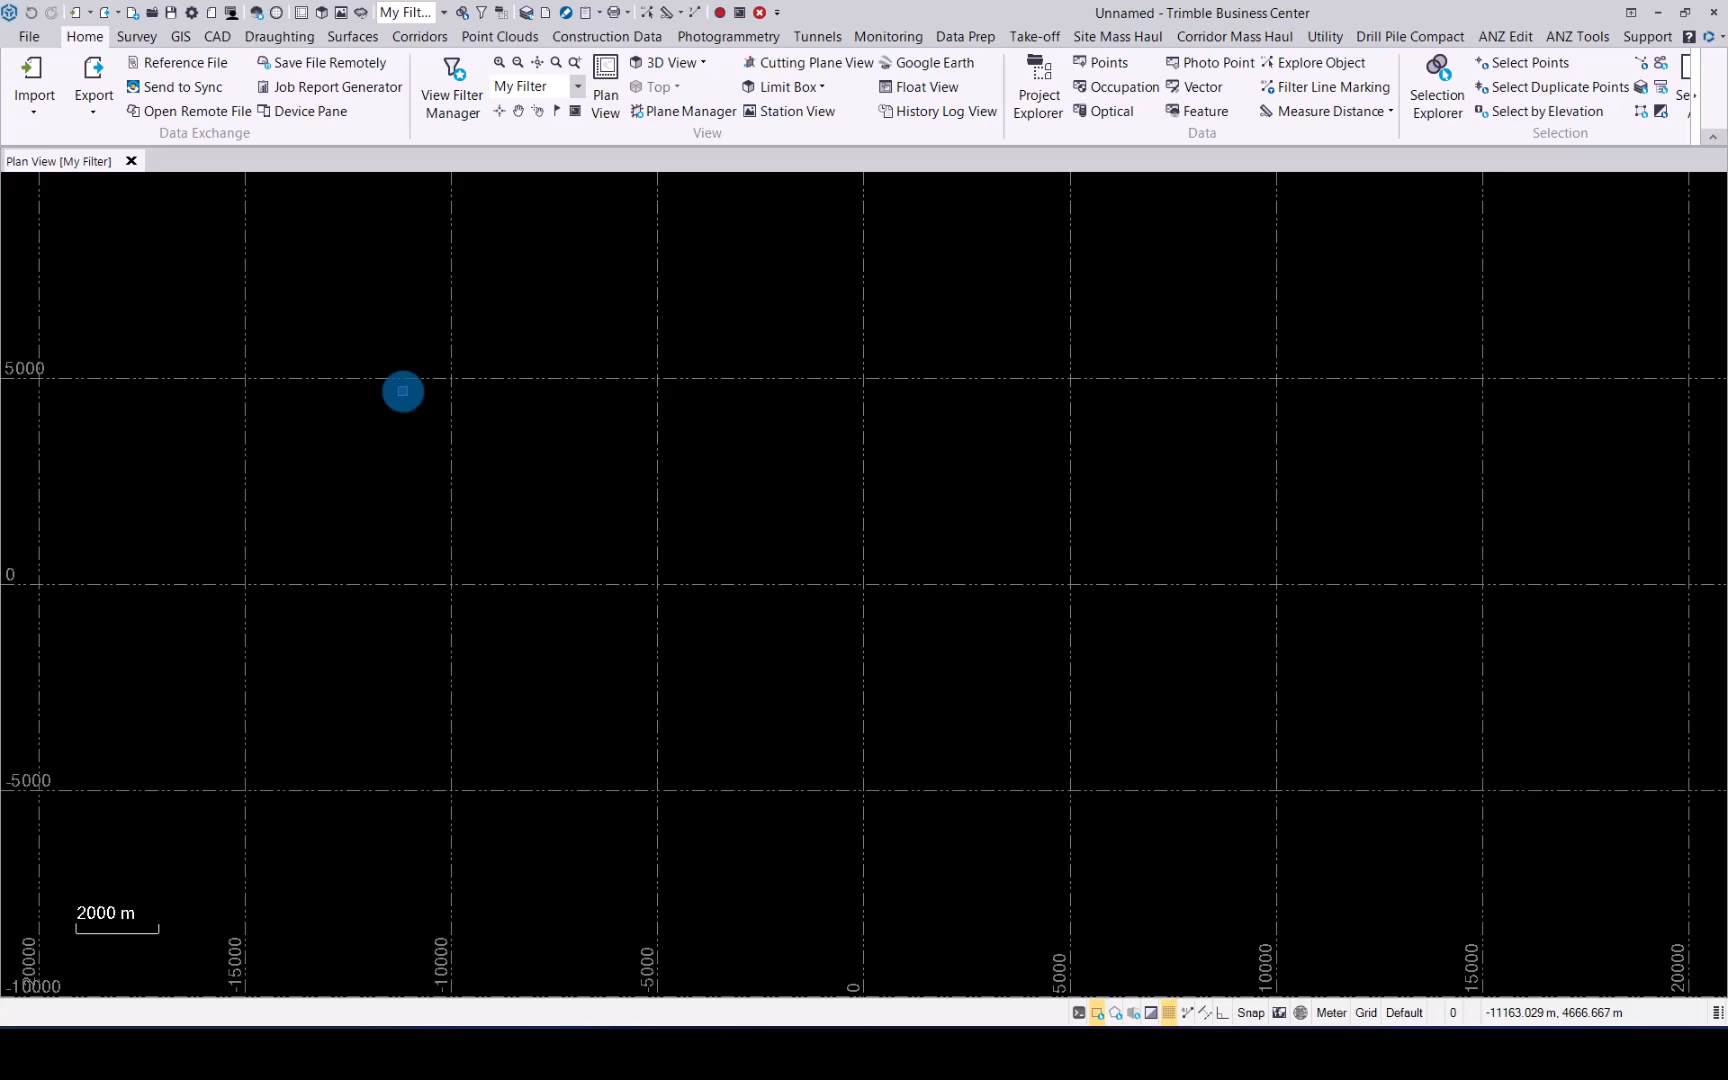 My Filt...
Unnamed - Trimble Business Center
File Home Survey GIS CAD Draughting Surfaces Corridors Point Clouds Construction Data Photogrammetry Tunnels Monitoring Data Prep Take-off Site Mass Haul Corridor Mass Haul Utility Drill Pile Compact ANZ Edit ANZ Tools Support
Reference File Save File Remotely 3D View Cutting Plane View Google Earth Points Photo Point Explore Object Select Points
Import Export Send to Sync Job Report Generator View Filter Manager My Filter Plan View Top Limit Box Float View Project Explorer Occupation Vector Filter Line Marking Selection Explorer Select Duplicate Points Se
Open Remote File Device Pane Plane Manager Station View History Log View Optical Feature Measure Distance Select by Elevation
Data Exchange View Data Selection
Plan View [My Filter]
5000
0
-5000
2000 m
-10000
-20000 -15000 -10000 -5000 0 5000 10000 15000 20000
Snap Meter Grid Default 0 -11163.029 m, 4666.667 m